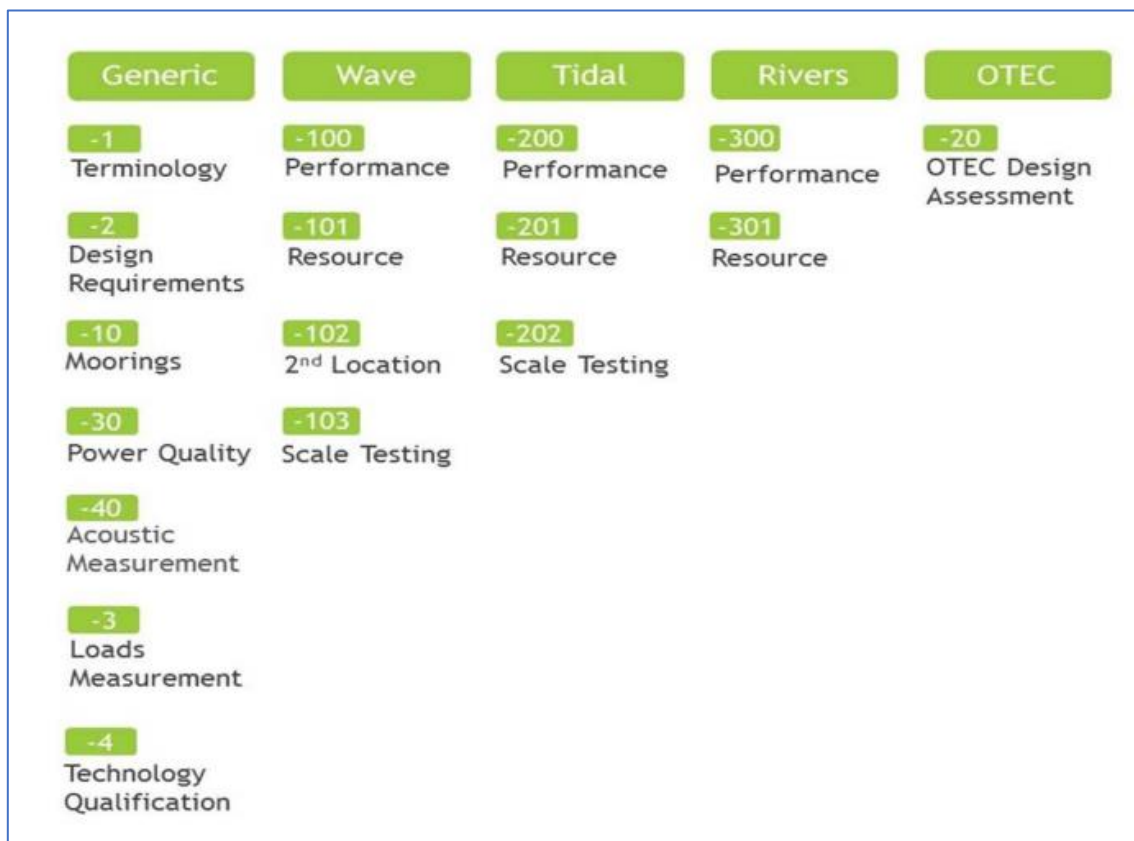 Generic
Wave
Tidal
Rivers
OTEC
-1
Terminology
-100
Performance
-200
Performance
-300
Performance
-20
OTEC Design
Assessment
-2
Design
Requirements
-101
Resource
-201
Resource
-301
Resource
-10
Moorings
-102
2nd Location
-202
Scale Testing
-30
Power Quality
-103
Scale Testing
-40
Acoustic
Measurement
-3
Loads
Measurement
-4
Technology
Qualification